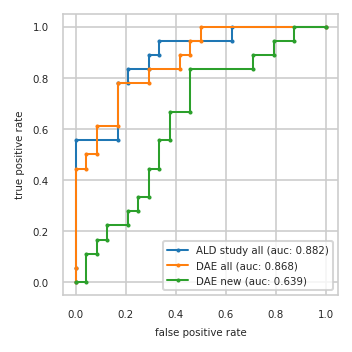 1.0
0.8
0.6
0.4
0.2
0.0
true positive rate
ALD study all (auc: 0.882)
DAE all (auc: 0.868)
DAE new (auc: 0.639)
0.0 0.2 0.4 0.6 0.8 1.0
false positive rate